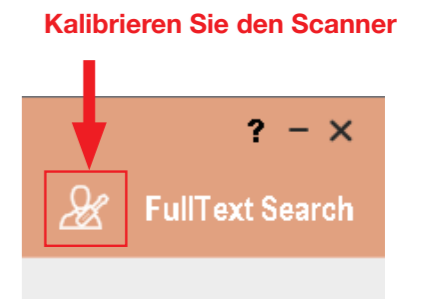 Kalibrieren Sie den Scanner
? – ×
FullText Search